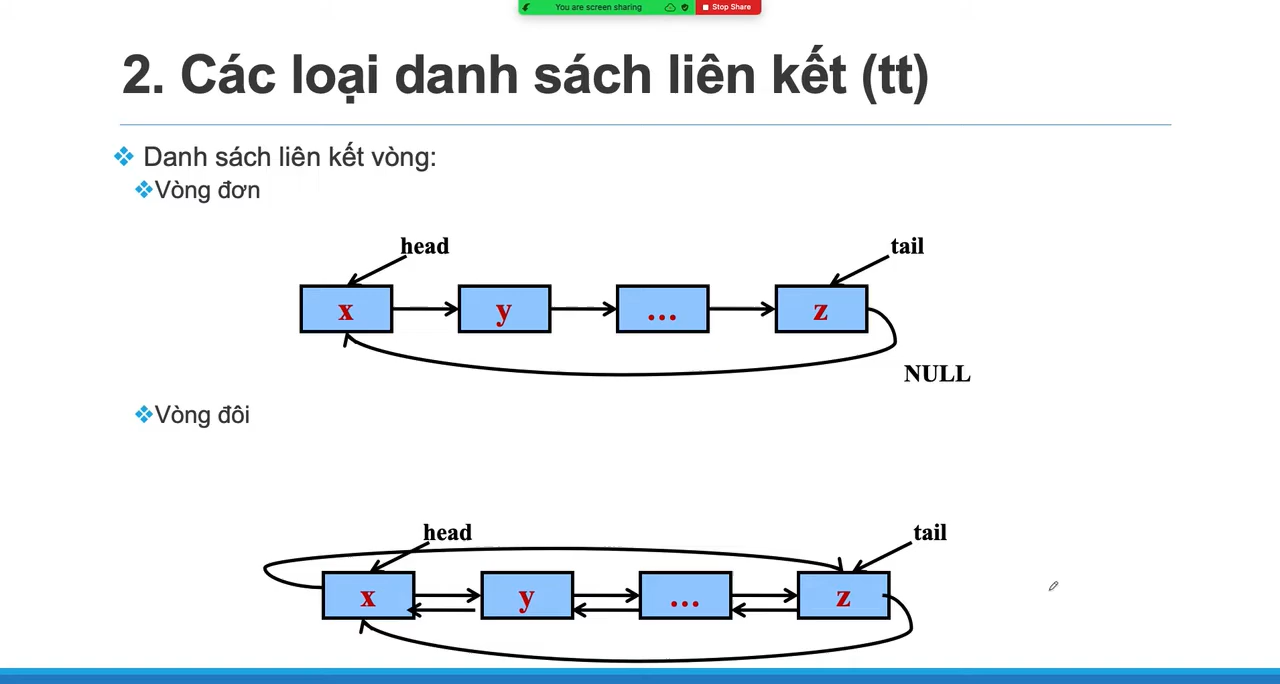 You are screen sharing Stop Share
2. Các loại danh sách liên kết (tt)
Danh sách liên kết vòng:
Vòng đơn
head tail
x y ... z
NULL
Vòng đôi
head tail
x y ... z